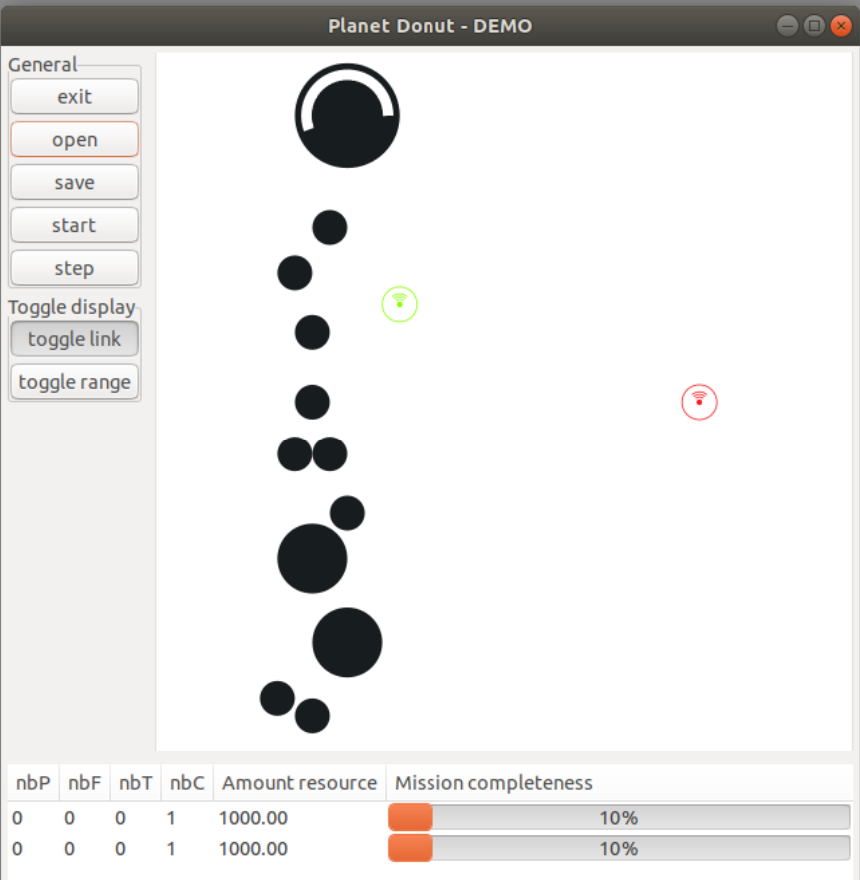 Planet Donut - DEMO
General
exit
open
save
start
step
Toggle display
toggle link
toggle range
nbP nbF nbT nbC Amount resource Mission completeness
0 0 0 1 1000.00 10%
0 0 0 1 1000.00 10%